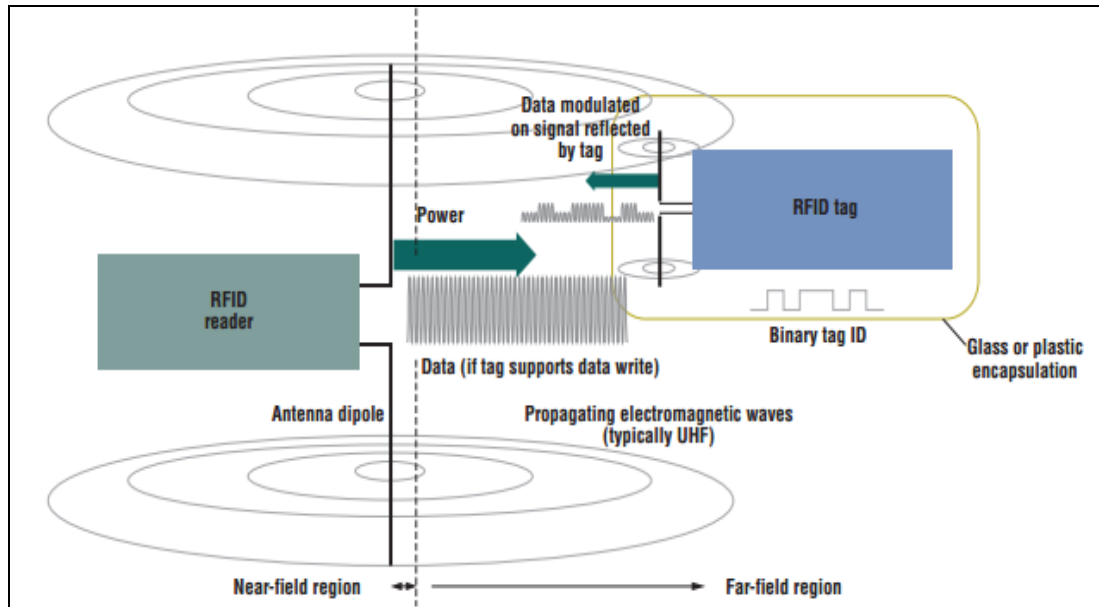 Data modulated
on signal reflected
by tag
RFID tag
Power
RFID
reader
Binary tag ID
Glass or plastic
encapsulation
Data (if tag supports data write)
Antenna dipole
Propagating electromagnetic waves
(typically UHF)
Near-field region
Far-field region